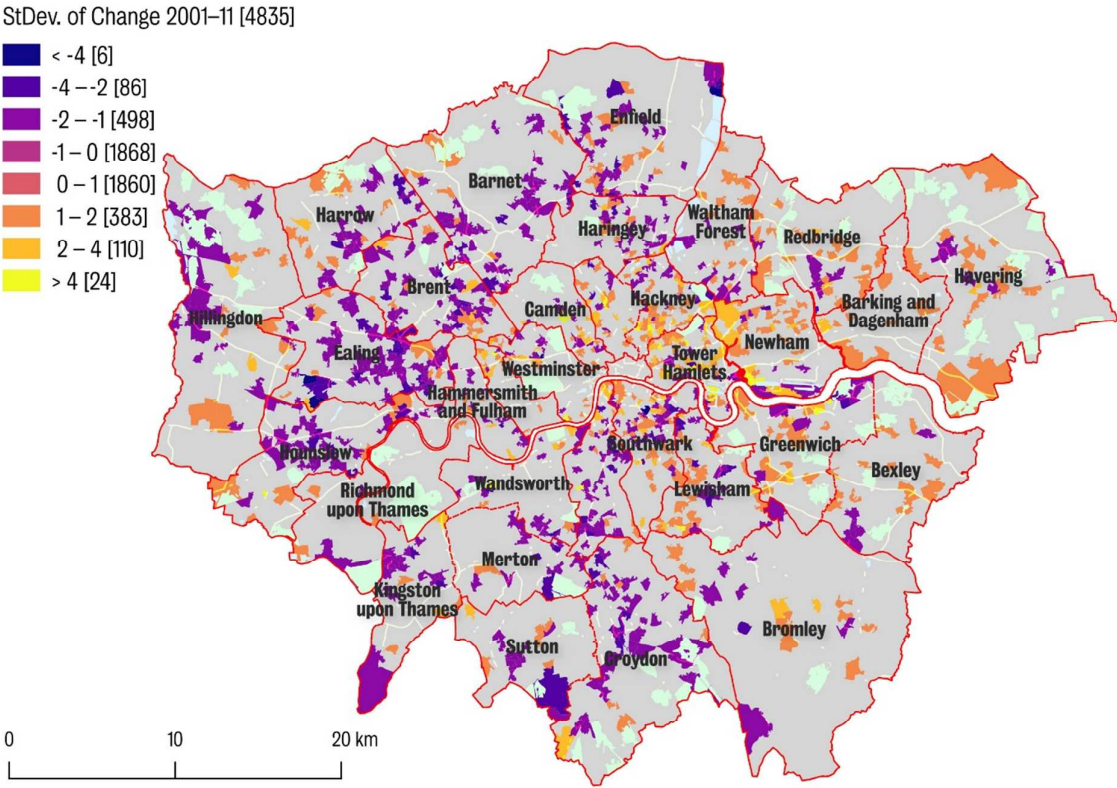 StDev. of Change 2001–11 [4835]
< -4 [6]
-4 – -2 [86]
-2 – -1 [498]
-1 – 0 [1868]
0 – 1 [1860]
1 – 2 [383]
2 – 4 [110]
> 4 [24]
Enfield
Barnet
Harrow
Haringey
Waltham
Forest
Redbridge
Havering
Brent
Camden
Hackney
Barking and
Dagenham
Hillingdon
Ealing
Westminster
Tower
Hamlets
Newham
Hammersmith
and Fulham
Hounslow
Southwark
Greenwich
Bexley
Richmond
upon Thames
Wandsworth
Lewisham
Merton
Kingston
upon Thames
Sutton
Croydon
Bromley
0 10 20 km